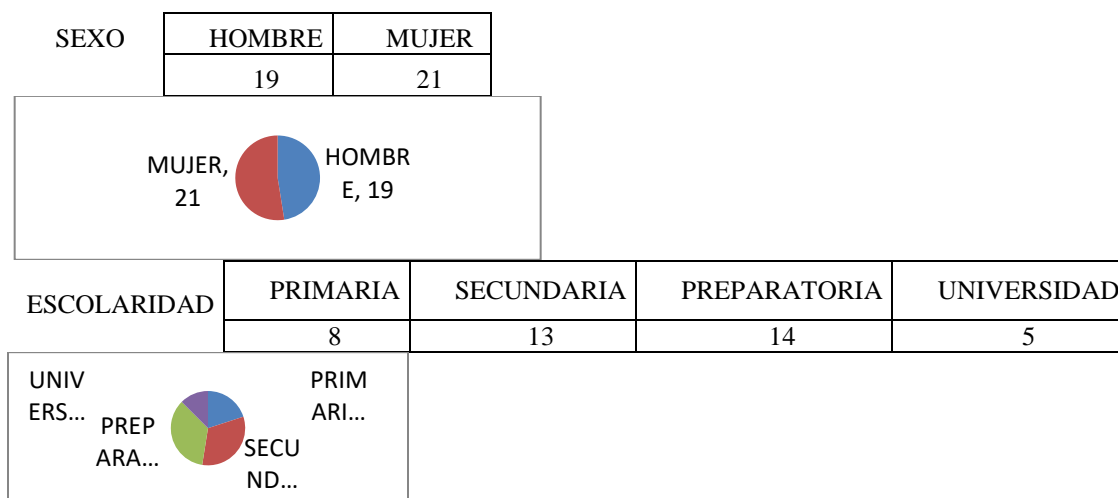 SEXO HOMBRE MUJER
19 21
MUJER,
21
HOMBR
E, 19
ESCOLARIDAD PRIMARIA SECUNDARIA PREPARATORIA UNIVERSIDAD
8 13 14 5
UNIV
ERS…
PRIM
ARI…
PREP
ARA…
SECU
ND…